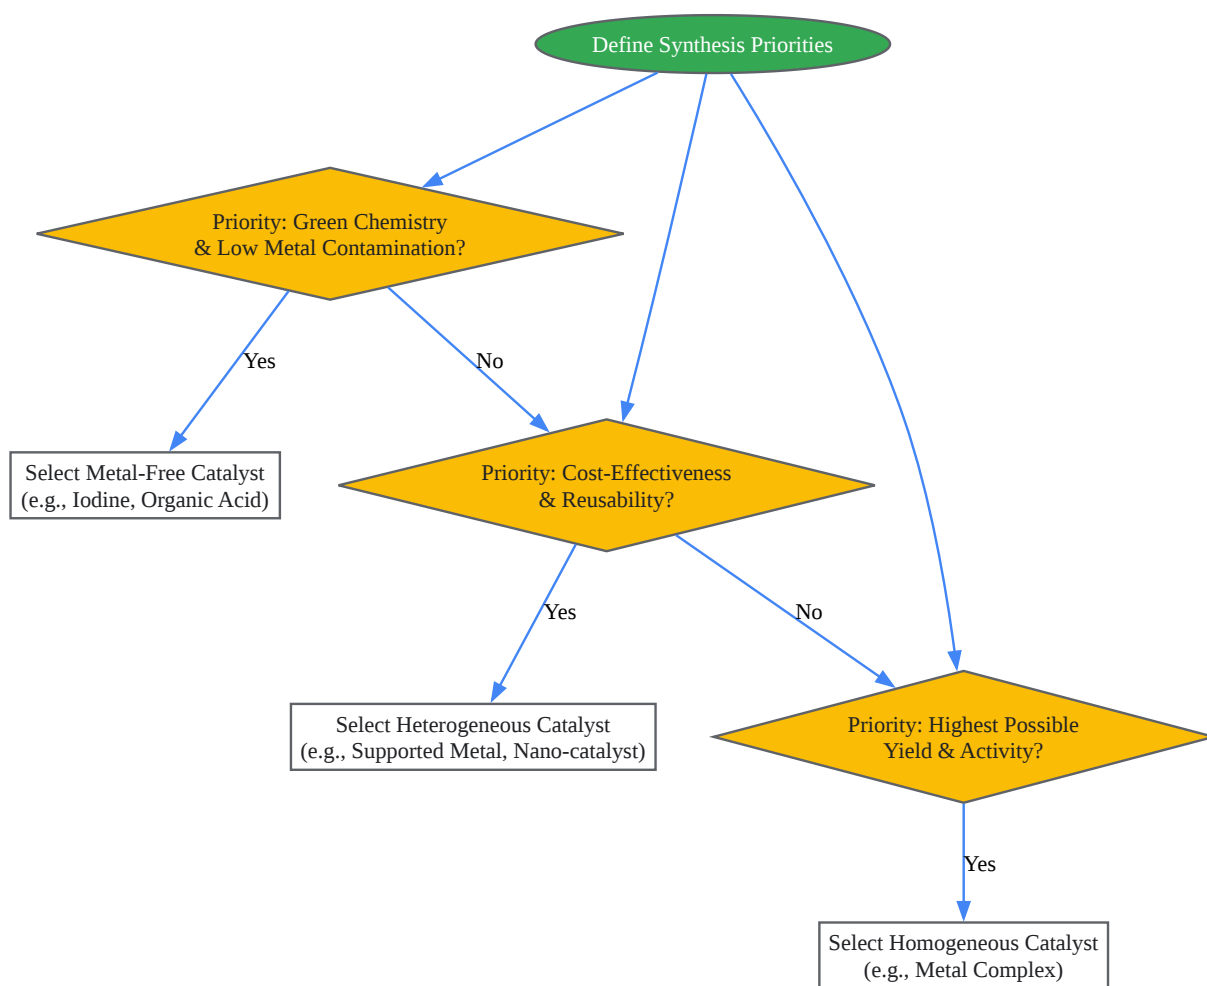 Define Synthesis Priorities
Priority: Green Chemistry
& Low Metal Contamination?
Yes
No
Select Metal-Free Catalyst
(e.g., Iodine, Organic Acid)
Priority: Cost-Effectiveness
& Reusability?
Yes
No
Select Heterogeneous Catalyst
(e.g., Supported Metal, Nano-catalyst)
Priority: Highest Possible
Yield & Activity?
Yes
Select Homogeneous Catalyst
(e.g., Metal Complex)